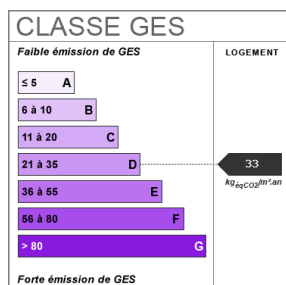 CLASSE GES
Faible émission de GES
LOGEMENT
≤ 5 A
6 à 10 B
11 à 20 C
21 à 35 D
33
kgéqCO2/m².an
36 à 55 E
56 à 80 F
> 80 G
Forte émission de GES